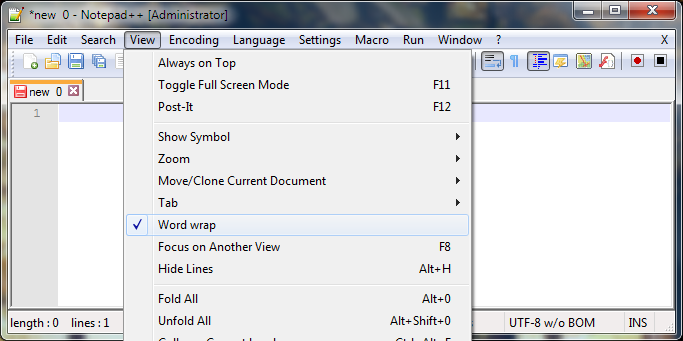 *new 0 - Notepad++ [Administrator]
File Edit Search View Encoding Language Settings Macro Run Window ? X
new 0
1
Always on Top
Toggle Full Screen Mode F11
Post-It F12
Show Symbol
Zoom
Move/Clone Current Document
Tab
Word wrap
Focus on Another View F8
Hide Lines Alt+H
Fold All Alt+0
Unfold All Alt+Shift+0
length : 0 lines : 1 UTF-8 w/o BOM INS